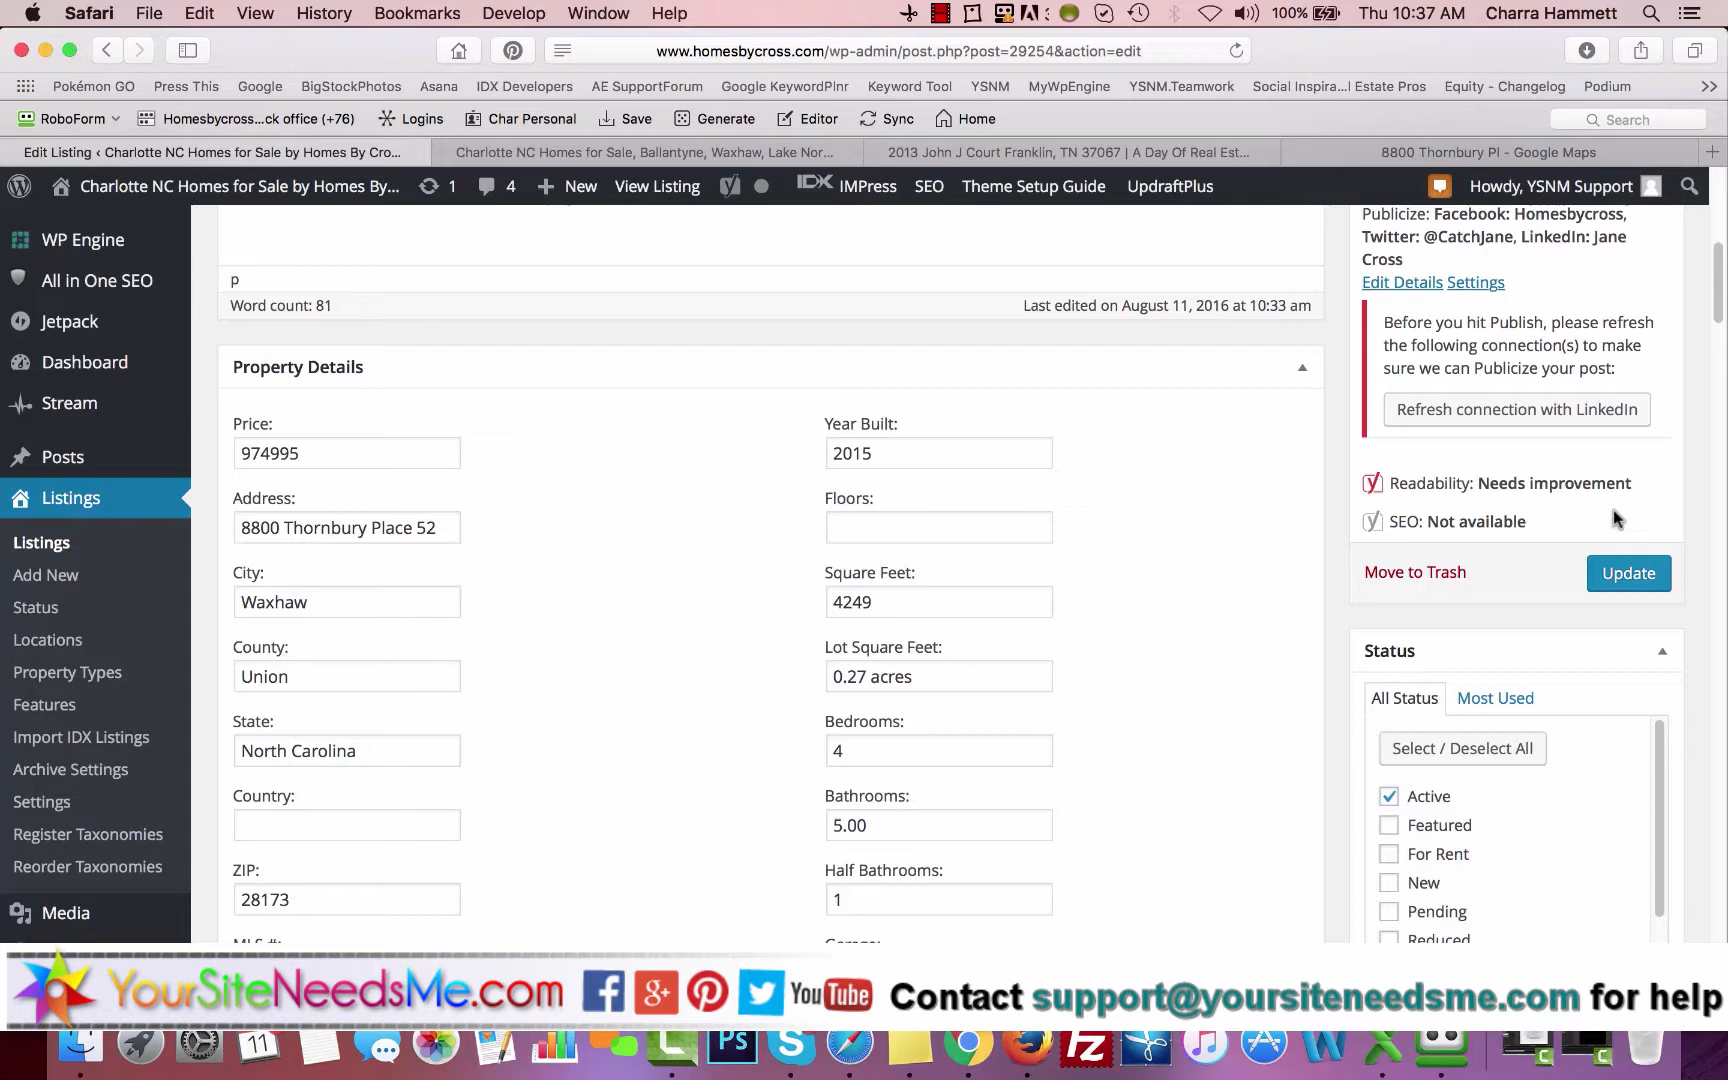 Safari File Edit View History Bookmarks Develop Window Help 100% Thu 10:37 AM Charra Hammett
www.homesbycross.com/wp-admin/post.php?post=29254&action=edit
Pokémon GO Press This Google BigStockPhotos Asana IDX Developers AE SupportForum Google KeywordPlnr Keyword Tool YSNM MyWpEngine YSNM.Teamwork Social Inspira...l Estate Pros Equity - Changelog Podium
RoboForm Homesbycross...ck office (+76) Logins Char Personal Save Generate Editor Sync Home Search
Edit Listing ‹ Charlotte NC Homes for Sale by Homes By Cro... Charlotte NC Homes for Sale, Ballantyne, Waxhaw, Lake Nor... 2013 John J Court Franklin, TN 37067 | A Day Of Real Est... 8800 Thornbury Pl - Google Maps
Charlotte NC Homes for Sale by Homes By... 1 4 New View Listing IDX IMPress SEO Theme Setup Guide UpdraftPlus Howdy, YSNM Support
WP Engine
All in One SEO
Jetpack
Dashboard
Stream
Posts
Listings
Listings
Add New
Status
Locations
Property Types
Features
Import IDX Listings
Archive Settings
Settings
Register Taxonomies
Reorder Taxonomies
Media
p
Word count: 81 Last edited on August 11, 2016 at 10:33 am
Property Details
Price:
974995
Address:
8800 Thornbury Place 52
City:
Waxhaw
County:
Union
State:
North Carolina
Country:
ZIP:
28173
MLS #:
Year Built:
2015
Floors:
Square Feet:
4249
Lot Square Feet:
0.27 acres
Bedrooms:
4
Bathrooms:
5.00
Half Bathrooms:
1
Garage:
Publicize: Facebook: Homesbycross,
Twitter: @CatchJane, LinkedIn: Jane
Cross
Edit Details Settings
Before you hit Publish, please refresh
the following connection(s) to make
sure we can Publicize your post:
Refresh connection with LinkedIn
Readability: Needs improvement
SEO: Not available
Move to Trash Update
Status
All Status Most Used
Select / Deselect All
Active
Featured
For Rent
New
Pending
Reduced
YourSiteNeedsMe.com f g+ You Tube Contact support@yoursiteneedsme.com for help
11 Ps S Fz W X